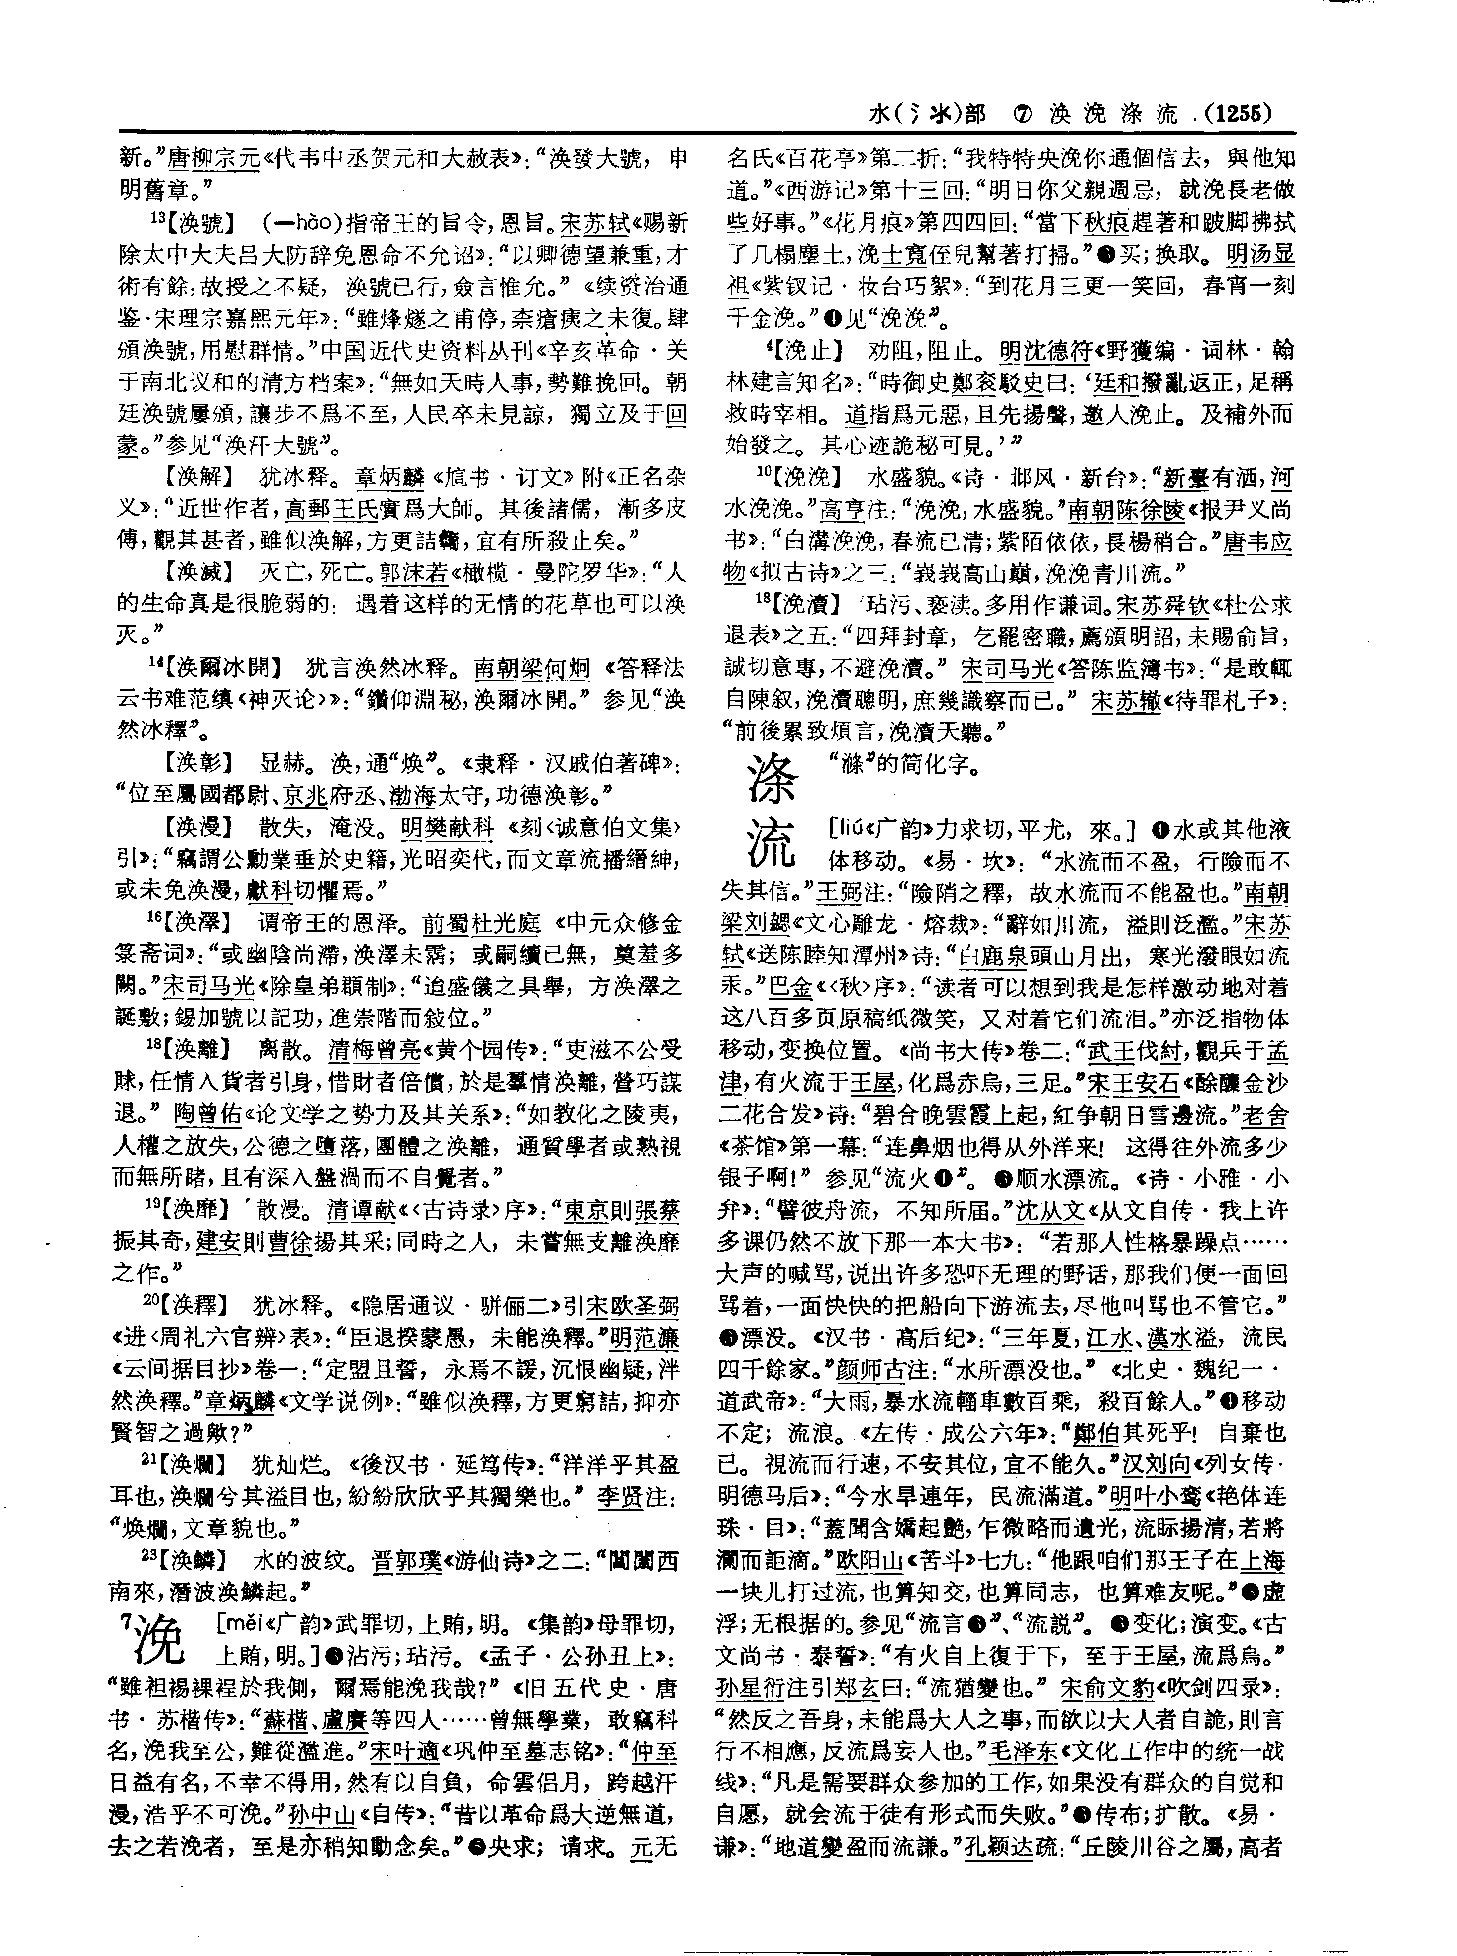 水(氵氺)部　⑦ 涣 浼 涤 流 .(1255)
新。”唐柳宗元《代韦中丞贺元和大赦表》：“涣發大號，申
明舊章。”
13【涣號】 (—hào)指帝王的旨令，恩旨。宋苏轼《赐新
除太中大夫吕大防辞免恩命不允诏》：“以卿德望兼重，才
術有餘，故授之不疑，涣號已行，僉言惟允。”《续资治通
鉴·宋理宗嘉熙元年》：“雖烽燧之甫停，柰瘡痍之未復。肆
頒涣號，用慰群情。”中国近代史资料丛刊《辛亥革命·关
于南北议和的清方档案》：“無如天時人事，勢難挽回。朝
廷涣號屢頒，讓步不爲不至，人民卒未見諒，獨立及于回
蒙。”参见“涣汗大號”。
【涣解】 犹冰释。章炳麟《訄书·订文》附《正名杂
义》：“近世作者，高郵王氏實爲大師。其後諸儒，漸多皮
傅，觀其甚者，雖似涣解，方更詰𧮪，宜有所殺止矣。”
【涣滅】 灭亡，死亡。郭沫若《橄榄·曼陀罗华》：“人
的生命真是很脆弱的：遇着这样的无情的花草也可以涣
灭。”
14【涣爾冰開】 犹言涣然冰释。南朝梁何炯《答释法
云书难范缜〈神灭论〉》：“鑽仰淵秘，涣爾冰開。”参见“涣
然冰釋”。
【涣彰】 显赫。涣，通“焕”。《隶释·汉戚伯著碑》：
“位至屬國都尉、京兆府丞、渤海太守，功德涣彰。”
【涣漫】 散失，淹没。明樊献科《刻〈诚意伯文集〉
引》：“竊謂公勳業垂於史籍，光昭奕代，而文章流播縉紳，
或未免涣漫，獻科切懼焉。”
16【涣澤】 谓帝王的恩泽。前蜀杜光庭《中元众修金
箓斋词》：“或幽陰尚滯，涣澤未霑；或嗣續已無，奠羞多
闕。”宋司马光《除皇弟頵制》：“追盛儀之具舉，方涣澤之
誕敷；錫加號以記功，進崇階而敍位。”
18【涣離】 离散。清梅曾亮《黄个园传》：“吏滋不公受
賕，任情入貨者引身，惜財者倍償，於是羣情涣離，營巧謀
退。”陶曾佑《论文学之势力及其关系》：“如教化之陵夷，
人權之放失，公德之墮落，團體之涣離，通質學者或熟視
而無所睹，且有深入盤渦而不自覺者。”
19【涣靡】 散漫。清谭献《〈古诗录〉序》：“東京則張蔡
振其奇，建安則曹徐揚其采；同時之人，未嘗無支離涣靡
之作。”
20【涣釋】 犹冰释。《隐居通议·骈俪二》引宋欧圣弼
《进〈周礼六官辨〉表》：“臣退揆蒙愚，未能涣釋。”明范濂
《云间据目抄》卷一：“定盟且誓，永焉不諼，沉恨幽疑，泮
然涣釋。”章炳麟《文学说例》：“雖似涣釋，方更窮詰，抑亦
賢智之過歟？”
21【涣爛】 犹灿烂。《後汉书·延笃传》：“洋洋乎其盈
耳也，涣爛兮其溢目也，紛紛欣欣乎其獨樂也。”李贤注：
“焕爛，文章貌也。”
23【涣鱗】 水的波纹。晋郭璞《游仙诗》之二：“閶闔西
南來，潛波涣鱗起。”
7浼 [měi《广韵》武罪切，上賄，明。《集韵》母罪切，
上賄，明。]❶沾污；玷污。《孟子·公孙丑上》：
“雖袒裼裸裎於我側，爾焉能浼我哉？”《旧五代史·唐
书·苏楷传》：“蘇楷、盧賡等四人……曾無學業，敢竊科
名，浼我至公，難從濫進。”宋叶適《巩仲至墓志铭》：“仲至
日益有名，不幸不得用，然有以自負，命雲侣月，跨越汗
漫，浩乎不可浼。”孙中山《自传》：“昔以革命爲大逆無道，
去之若浼者，至是亦稍知動念矣。”❷央求；请求。元无
名氏《百花亭》第二折：“我特特央浼你通個信去，與他知
道。”《西游记》第十三回：“明日你父親週忌，就浼長老做
些好事。”《花月痕》第四四回：“當下秋痕趕著和跛脚拂拭
了几榻塵土，浼士寬侄兒幫著打掃。”❸买；换取。明汤显
祖《紫钗记·妆台巧絮》：“到花月三更一笑回，春宵一刻
千金浼。”❹见“浼浼”。
4【浼止】 劝阻，阻止。明沈德符《野獲编·词林·翰
林建言知名》：“時御史鄭衮駁史曰：‘廷和撥亂返正，足稱
救時宰相。道指爲元惡，且先揚聲，邀人浼止。及補外而
始發之。其心迹詭秘可見。’”
10【浼浼】 水盛貌。《诗·邶风·新台》：“新臺有洒，河
水浼浼。”高亨注：“浼浼，水盛貌。”南朝陈徐陵《报尹义尚
书》：“白溝浼浼，春流已清；紫陌依依，長楊稍合。”唐韦应
物《拟古诗》之三：“峩峩高山巔，浼浼青川流。”
18【浼瀆】 玷污、亵渎。多用作谦词。宋苏舜钦《杜公求
退表》之五：“四拜封章，乞罷密職，薦頒明詔，未賜俞旨，
誠切意專，不避浼瀆。”宋司马光《答陈监簿书》：“是敢輒
自陳叙，浼瀆聰明，庶幾識察而已。”宋苏辙《待罪札子》：
“前後累致煩言，浼瀆天聽。”
涤 “滌”的简化字。
流 [liú《广韵》力求切，平尤，來。]❶水或其他液
体移动。《易·坎》：“水流而不盈，行險而不
失其信。”王弼注：“險陗之釋，故水流而不能盈也。”南朝
梁刘勰《文心雕龙·熔裁》：“辭如川流，溢則泛濫。”宋苏
轼《送陈睦知潭州》诗：“白鹿泉頭山月出，寒光潑眼如流
汞。”巴金《〈秋〉序》：“读者可以想到我是怎样激动地对着
这八百多页原稿纸微笑，又对着它们流泪。”亦泛指物体
移动，变换位置。《尚书大传》卷二：“武王伐紂，觀兵于孟
津，有火流于王屋，化爲赤烏，三足。”宋王安石《酴醾金沙
二花合发》诗：“碧合晚雲霞上起，紅争朝日雪邊流。”老舍
《茶馆》第一幕：“连鼻烟也得从外洋来！这得往外流多少
银子啊！”参见“流火❶”。❷顺水漂流。《诗·小雅·小
弁》：“譬彼舟流，不知所届。”沈从文《从文自传·我上许
多课仍然不放下那一本大书》：“若那人性格暴躁点……
大声的喊骂，说出许多恐吓无理的野话，那我们便一面回
骂着，一面快快的把船向下游流去，尽他叫骂也不管它。”
❸漂没。《汉书·高后纪》：“三年夏，江水、漢水溢，流民
四千餘家。”颜师古注：“水所漂没也。”《北史·魏纪一·
道武帝》：“大雨，暴水流輜車數百乘，殺百餘人。”❹移动
不定；流浪。《左传·成公六年》：“鄭伯其死乎！自棄也
已。視流而行速，不安其位，宜不能久。”汉刘向《列女传·
明德马后》：“今水旱連年，民流滿道。”明叶小鸾《艳体连
珠·目》：“蓋聞含嬌起艷，乍微略而遺光，流眎揚清，若將
瀾而詎滴。”欧阳山《苦斗》七九：“他跟咱们那王子在上海
一块儿打过流，也算知交，也算同志，也算难友呢。”❺虚
浮；无根据的。参见“流言❶”、“流説”。❻变化；演变。《古
文尚书·泰誓》：“有火自上復于下，至于王屋，流爲烏。”
孙星衍注引郑玄曰：“流猶變也。”宋俞文豹《吹剑四录》：
“然反之吾身，未能爲大人之事，而欲以大人者自詭，則言
行不相應，反流爲妄人也。”毛泽东《文化工作中的统一战
线》：“凡是需要群众参加的工作，如果没有群众的自觉和
自愿，就会流于徒有形式而失败。”❼传布；扩散。《易·
谦》：“地道變盈而流謙。”孔颖达疏：“丘陵川谷之屬，高者